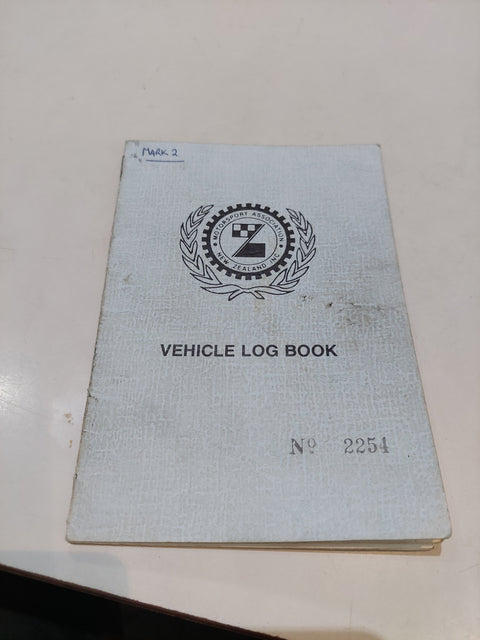 MARK 2
MOTORSPORT ASSOCIATION
NEW ZEALAND INC
VEHICLE LOG BOOK
Nº 2254